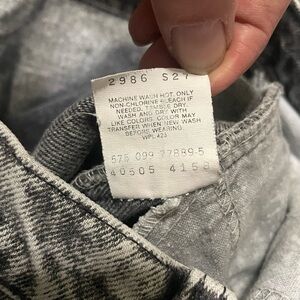 2986 S27
MACHINE WASH HOT. ONLY
NON-CHLORINE BLEACH IF
NEEDED. TUMBLE DRY.
WASH AND DRY WITH
LIKE COLORS. COLOR MAY
TRANSFER WHEN NEW WASH
BEFORE WEARING.
WPL 423
675 099 77889-5
40505 4158